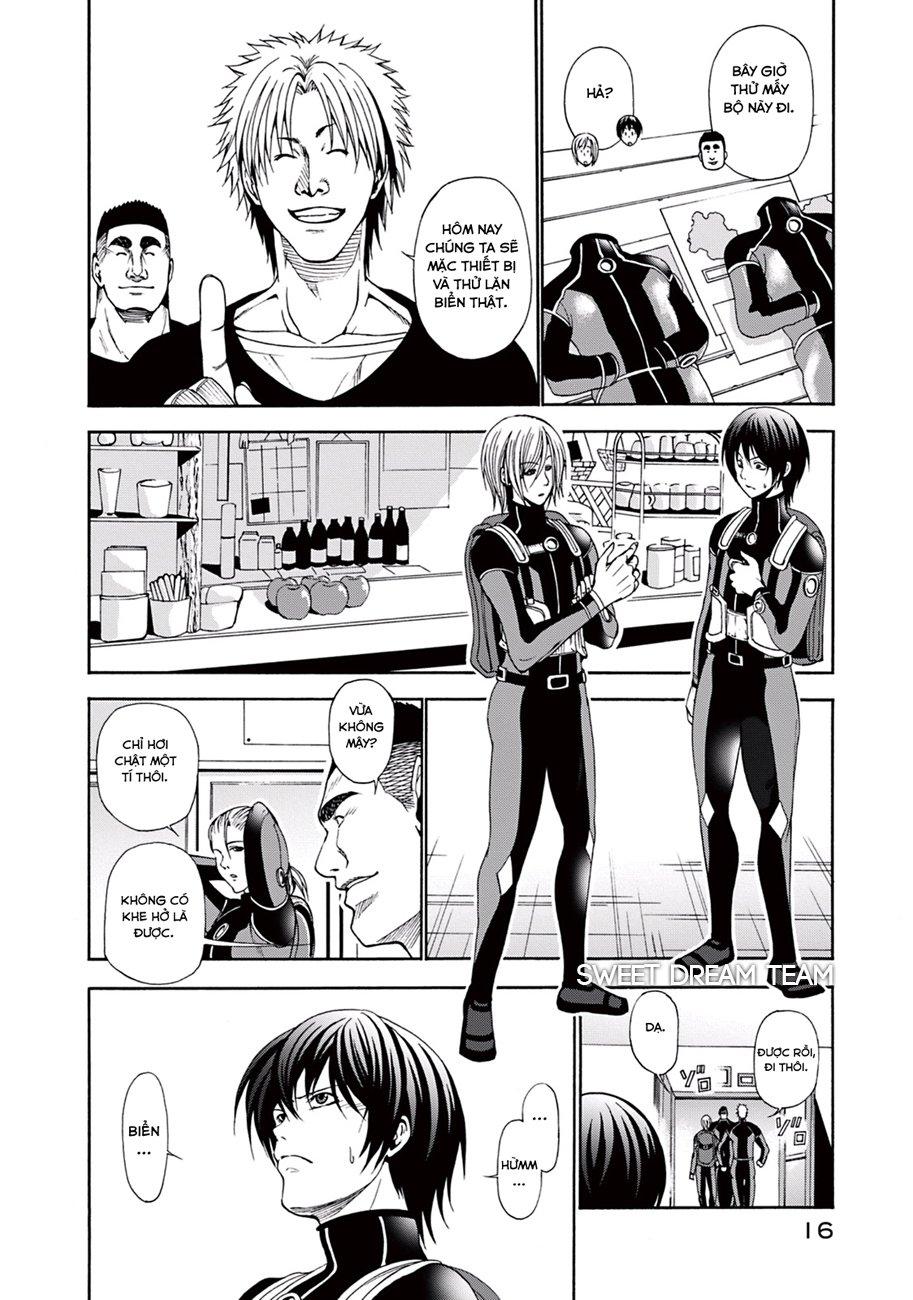 HÔM NAY
CHÚNG TA SẼ
MẶC THIẾT BỊ
VÀ THỬ LẶN
BIỂN THẬT.
HẢ?
BÂY GIỜ
THỬ MẤY
BỘ NÀY ĐI.
VỪA
KHÔNG
MẬY?
CHỈ HƠI
CHẬT MỘT
TÍ THÔI.
KHÔNG CÓ
KHE HỞ LÀ
ĐƯỢC.
SWEET DREAM TEAM
DẠ.
ĐƯỢC RỒI,
ĐI THÔI.
ゾロ
ゾロ
...
HỪMM
...
BIỂN
...
16